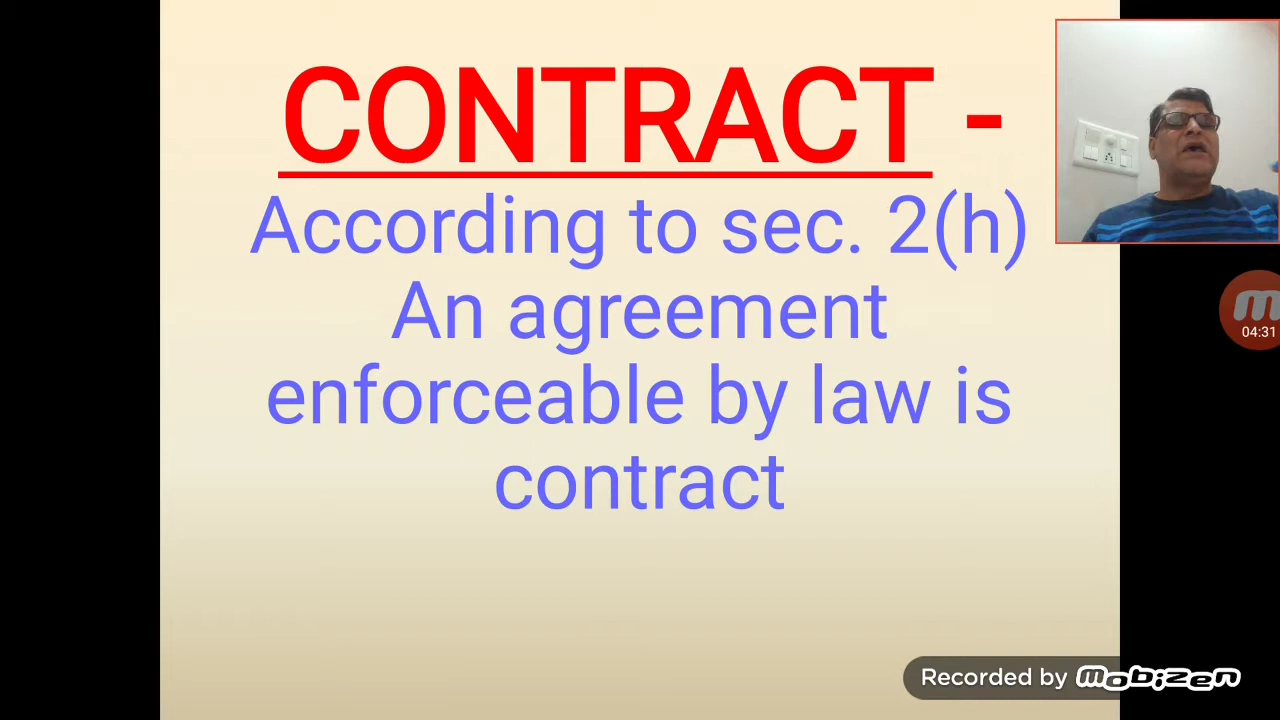 CONTRACT -
According to sec. 2(h)
An agreement
enforceable by law is
contract
04:31
Recorded by mobizen